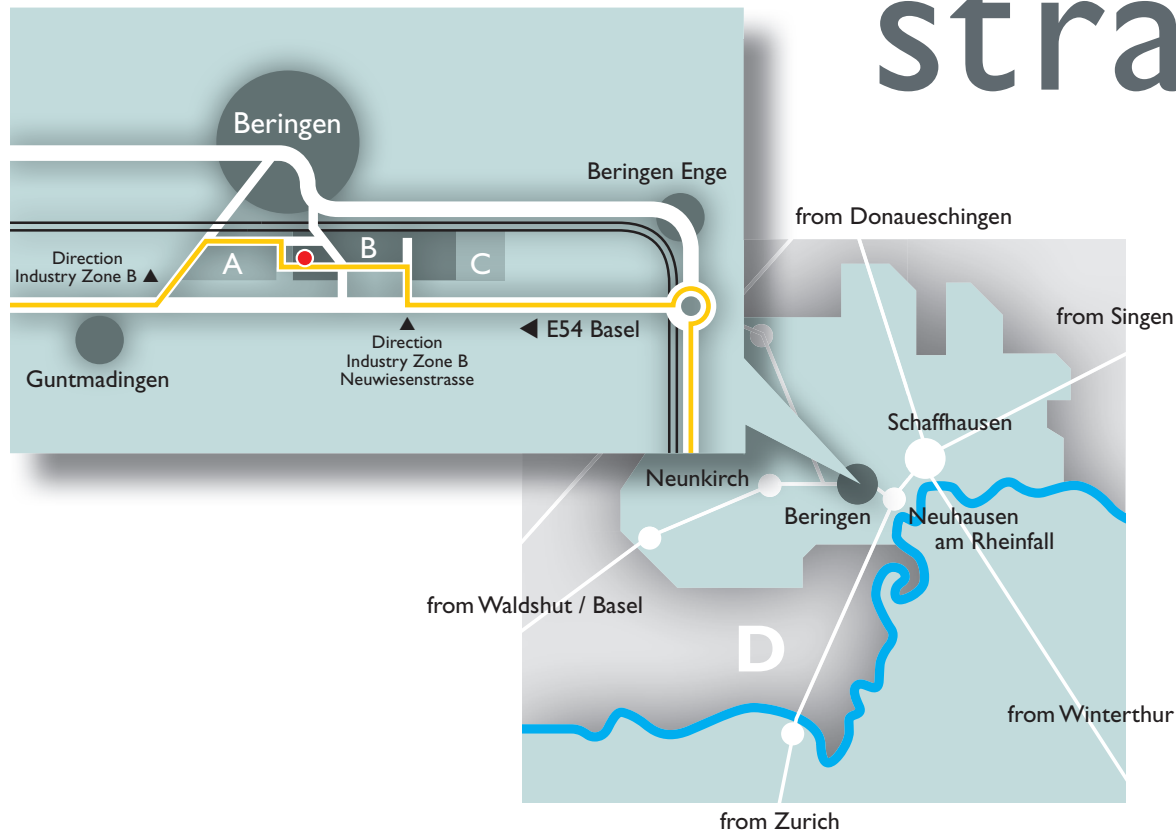 stra
Beringen
Beringen Enge
from Donaueschingen
Direction
Industry Zone B ▲
A
B
C
from Singen
◀ E54 Basel
▲
Direction
Industry Zone B
Neuwiesenstrasse
Guntmadingen
Schaffhausen
Neunkirch
Beringen
Neuhausen
am Rheinfall
from Waldshut / Basel
D
from Winterthur
from Zurich